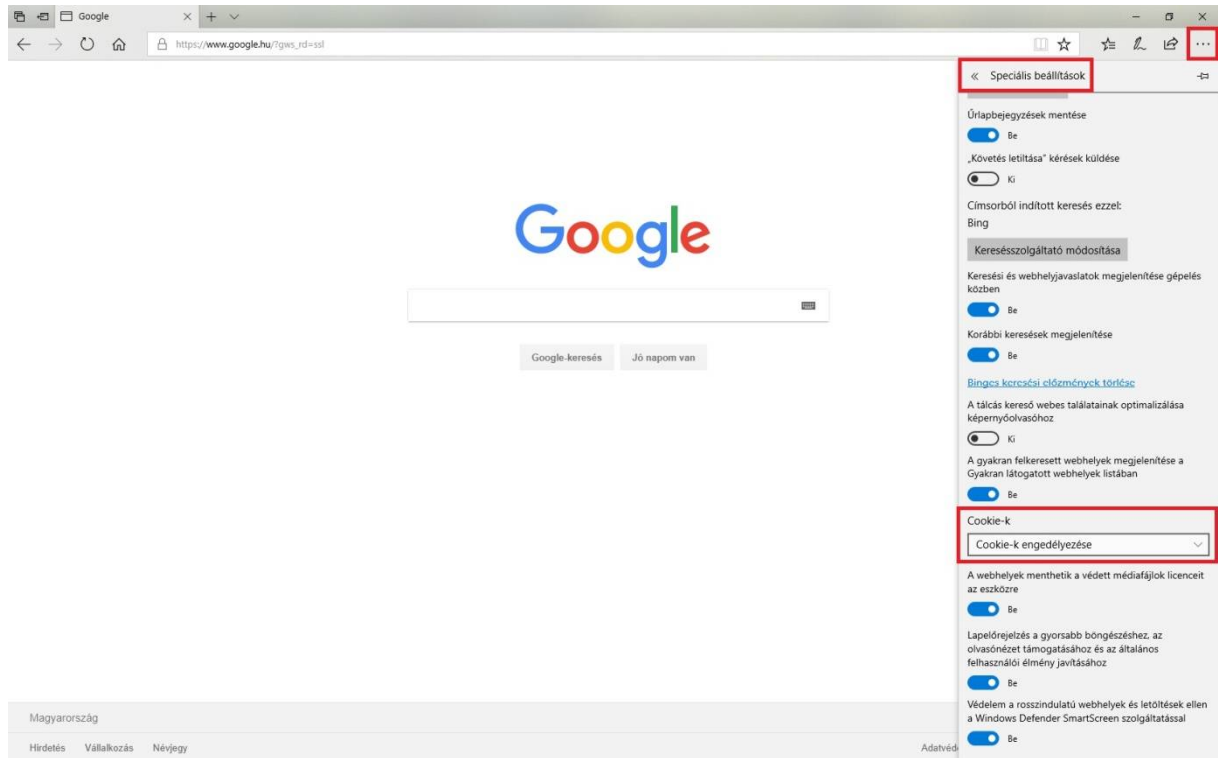 Google
https://www.google.hu/?gws_rd=ssl
Speciális beállítások
Űrlapbejegyzések mentése
Be
„Követés letiltása” kérések küldése
Ki
Címsorból indított keresés ezzel:
Bing
Keresésszolgáltató módosítása
Keresési és webhelyjavaslatok megjelenítése gépelés
közben
Be
Korábbi keresések megjelenítése
Be
Binges keresési előzmények törlése
A tálcás kereső webes találatainak optimalizálása
képernyőolvasóhoz
Ki
A gyakran felkeresett webhelyek megjelenítése a
Gyakran látogatott webhelyek listában
Be
Cookie-k
Cookie-k engedélyezése
A webhelyek menthetik a védett médiafájlok licenceit
az eszközre
Be
Lapelőrejelzés a gyorsabb böngészéshez, az
olvasónézet támogatásához és az általános
felhasználói élmény javításához
Be
Védelem a rosszindulatú webhelyek és letöltések ellen
a Windows Defender SmartScreen szolgáltatással
Be
Google
Google-keresés Jó napom van
Magyarország
Hirdetés Vállalkozás Névjegy